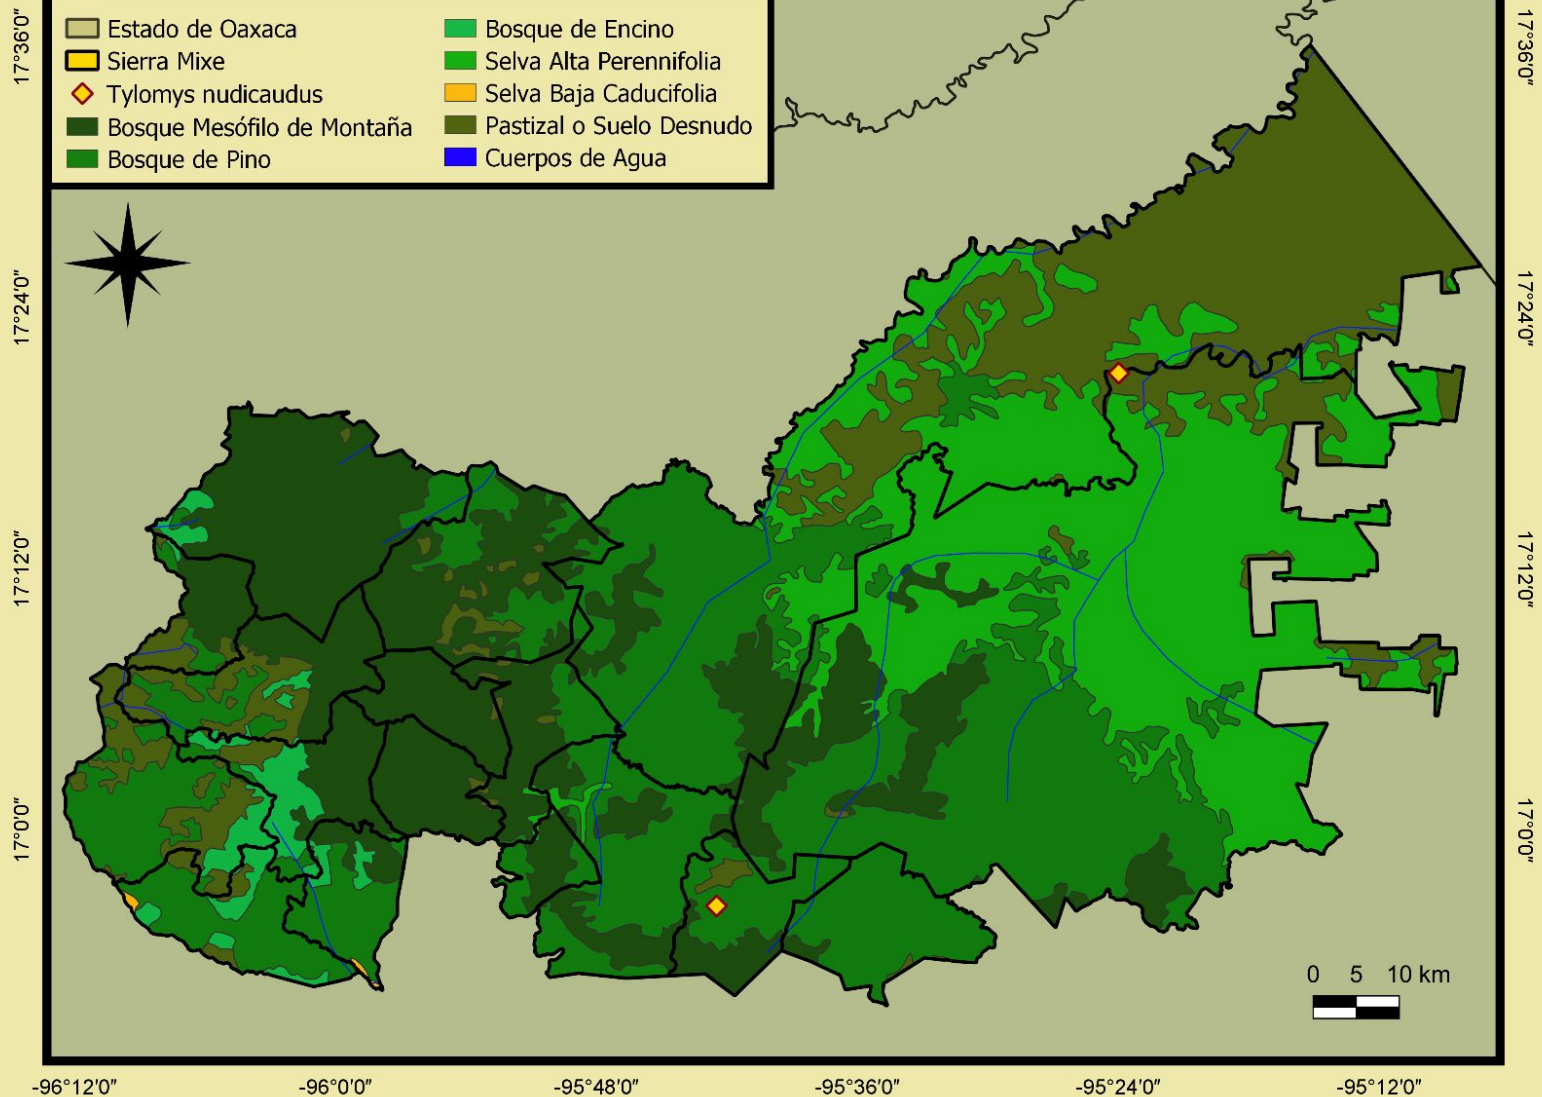 Estado de Oaxaca
Sierra Mixe
Tylomys nudicaudus
Bosque Mesófilo de Montaña
Bosque de Pino
Bosque de Encino
Selva Alta Perennifolia
Selva Baja Caducifolia
Pastizal o Suelo Desnudo
Cuerpos de Agua
17°36'0"
17°24'0"
17°12'0"
17°0'0"
17°36'0"
17°24'0"
17°12'0"
17°0'0"
0 5 10 km
-96°12'0" -96°0'0" -95°48'0" -95°36'0" -95°24'0" -95°12'0"